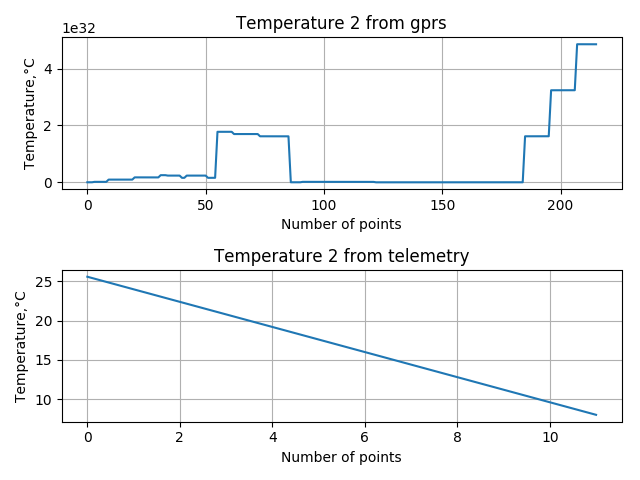 Temperature 2 from gprs
1e32
Temperature,°C
4
2
0
0 50 100 150 200
Number of points
Temperature 2 from telemetry
Temperature,°C
25
20
15
10
0 2 4 6 8 10
Number of points